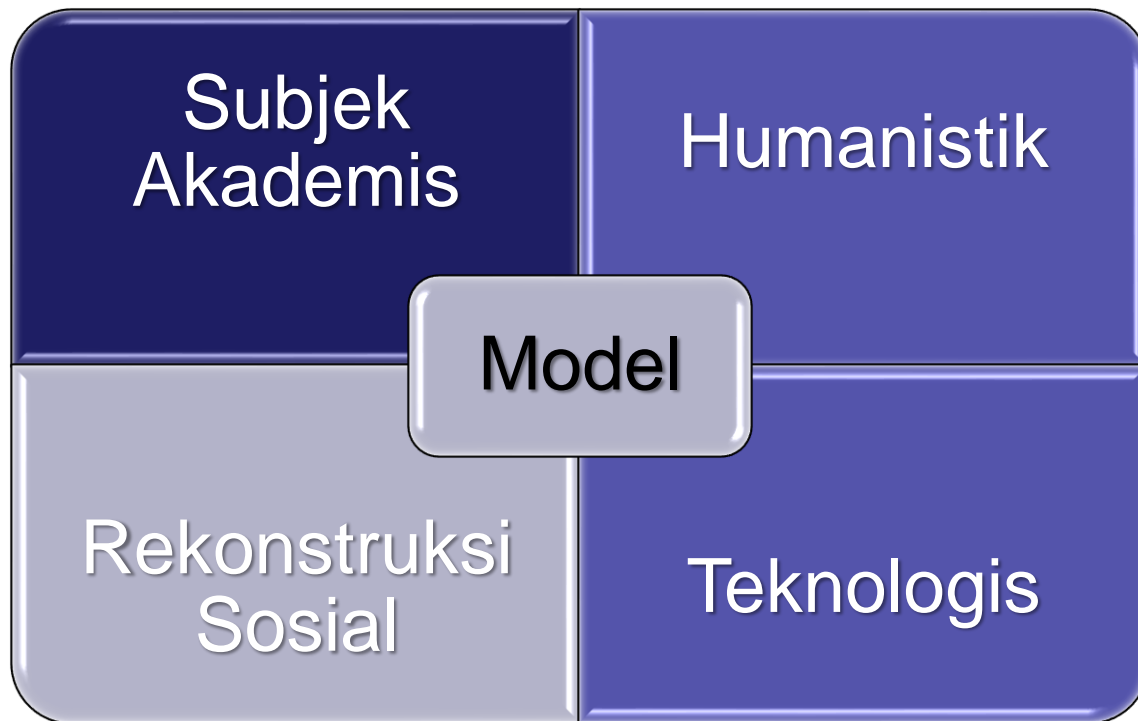 Subjek
Akademis
Humanistik
Model
Rekonstruksi
Sosial
Teknologis